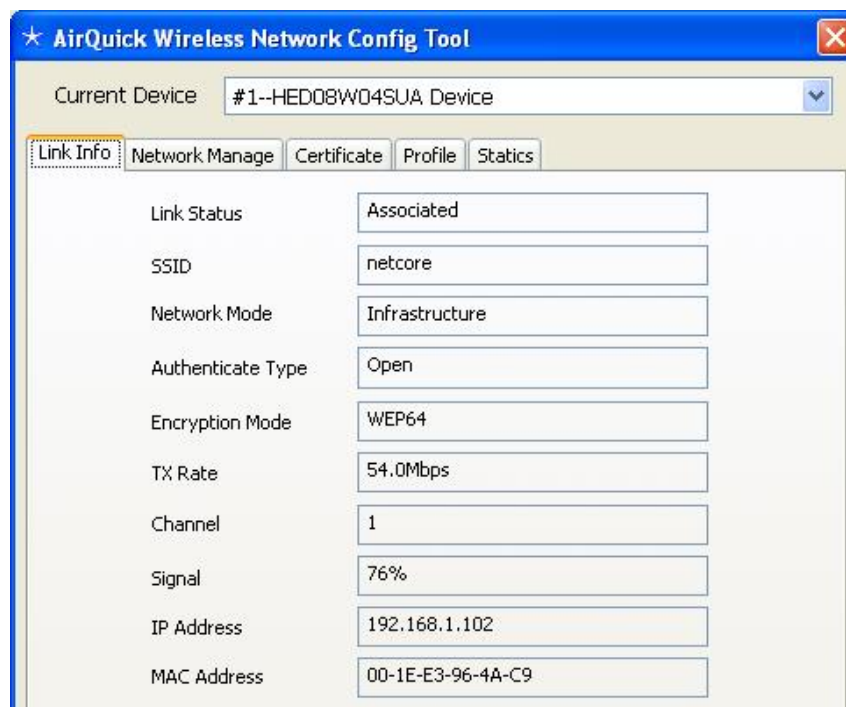 AirQuick Wireless Network Config Tool
Current Device #1--HED08W04SUA Device
Link Info Network Manage Certificate Profile Statics
Link Status Associated
SSID netcore
Network Mode Infrastructure
Authenticate Type Open
Encryption Mode WEP64
TX Rate 54.0Mbps
Channel 1
Signal 76%
IP Address 192.168.1.102
MAC Address 00-1E-E3-96-4A-C9